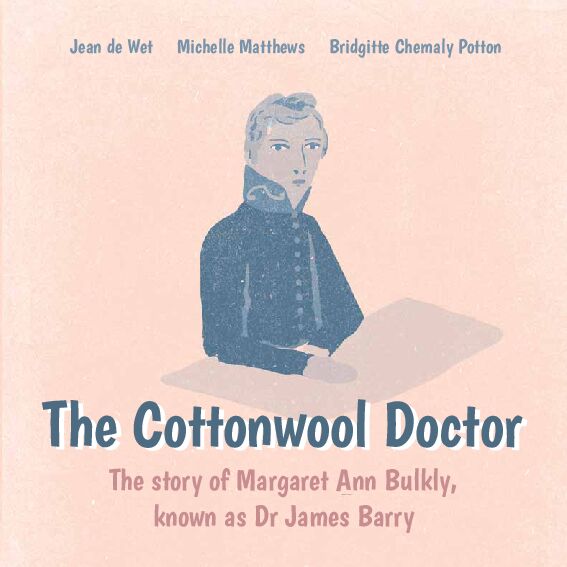 Jean de Wet Michelle Matthews Bridgitte Chemaly Potton
The Cottonwool Doctor
The story of Margaret Ann Bulkly,
known as Dr James Barry